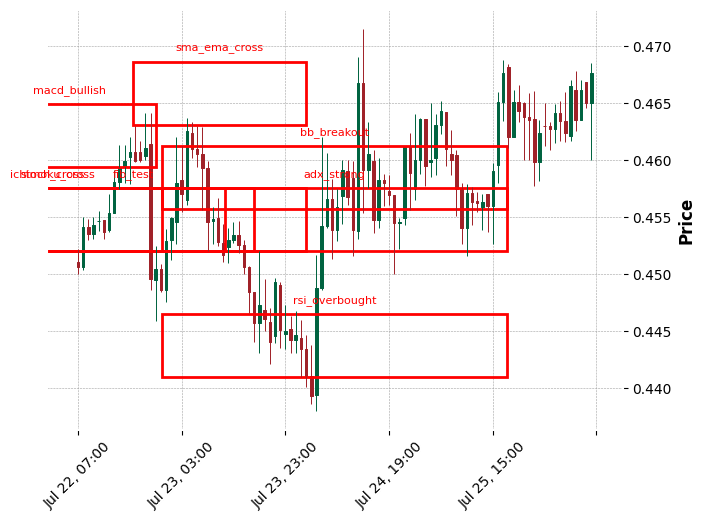 sma_ema_cross
0.470
macd_bullish
0.465
bb_breakout
0.460
stoch_cross
adx_strong
0.455
Price
0.450
rsi_overbought
0.445
0.440
Jul 22, 07:00
Jul 23, 03:00
Jul 23, 23:00
Jul 24, 19:00
Jul 25, 15:00